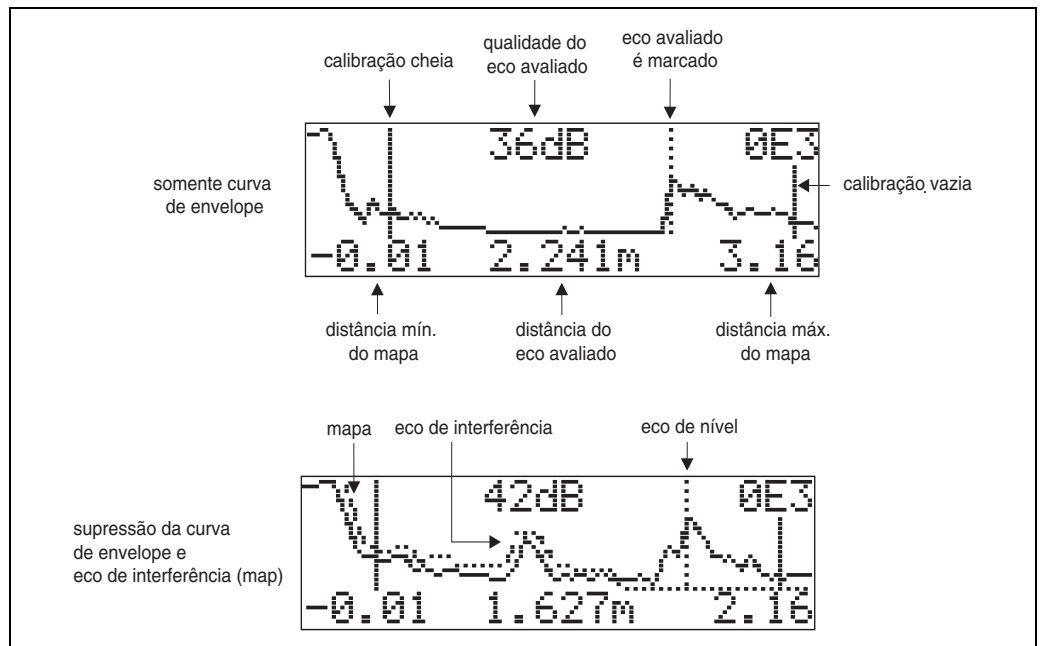 calibração cheia
qualidade do
eco avaliado
eco avaliado
é marcado
36dB
0E3
somente curva
de envelope
calibração vazia
-0.01
2.241m
3.16
distância mín.
do mapa
distância do
eco avaliado
distância máx.
do mapa
mapa
eco de interferência
eco de nível
42dB
0E3
supressão da curva
de envelope e
eco de interferência (map)
-0.01
1.627m
2.16